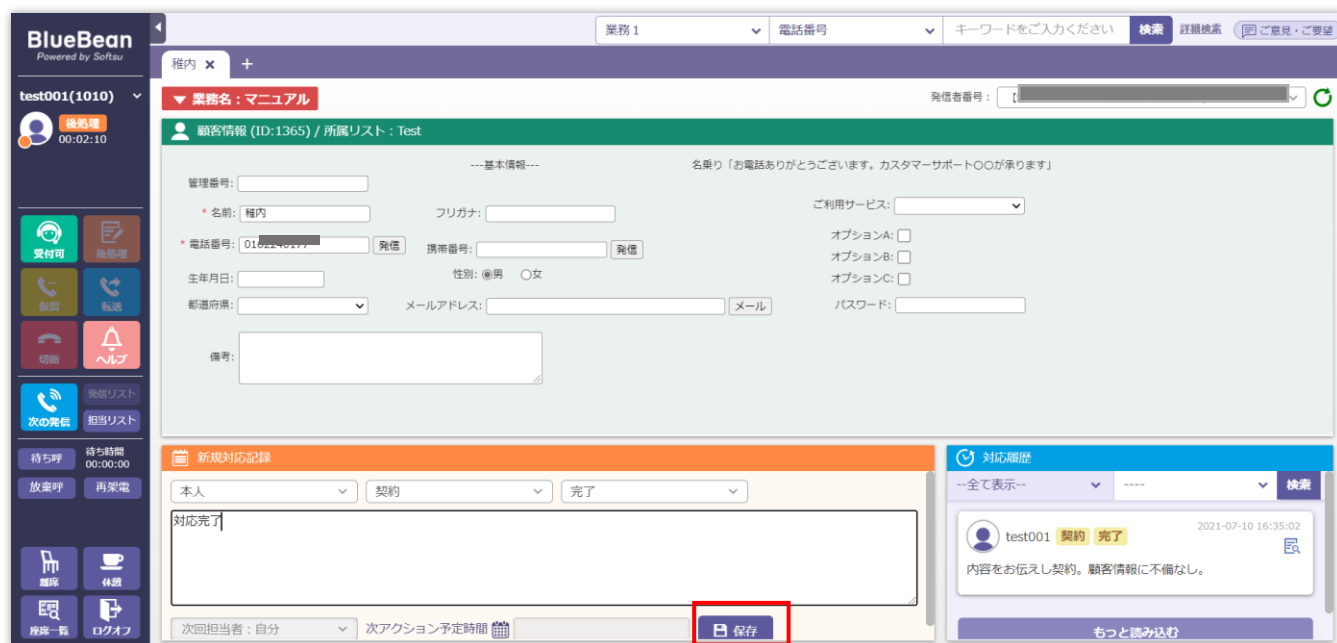 BlueBean
Powered by Softsu
業務1
電話番号
キーワードをご入力ください
検索
詳細検索
ご意見・ご要望
稚内 ×
+
test001(1010)
後処理
00:02:10
▼ 業務名:マニュアル
発信者番号:
顧客情報 (ID:1365) / 所属リスト:Test
---基本情報---
名乗り「お電話ありがとうございます。カスタマーサポート〇〇が承ります」
管理番号:
* 名前: 稚内
フリガナ:
ご利用サービス:
* 電話番号:
発信
携帯番号:
発信
オプションA:
オプションB:
生年月日:
性別: 男 女
オプションC:
都道府県:
メールアドレス:
メール
パスワード:
備考:
受付可
後処理
保留
転送
切断
ヘルプ
次の発信
発信リスト
担当リスト
待ち呼
待ち時間
00:00:00
放棄呼
再架電
離席
休憩
座席一覧
ログオフ
新規対応記録
本人
契約
完了
対応完了
次回担当者:自分
次アクション予定時間
保存
対応履歴
--全て表示--
----
検索
test001 契約 完了
2021-07-10 16:35:02
内容をお伝えし契約。顧客情報に不備なし。
もっと読み込む